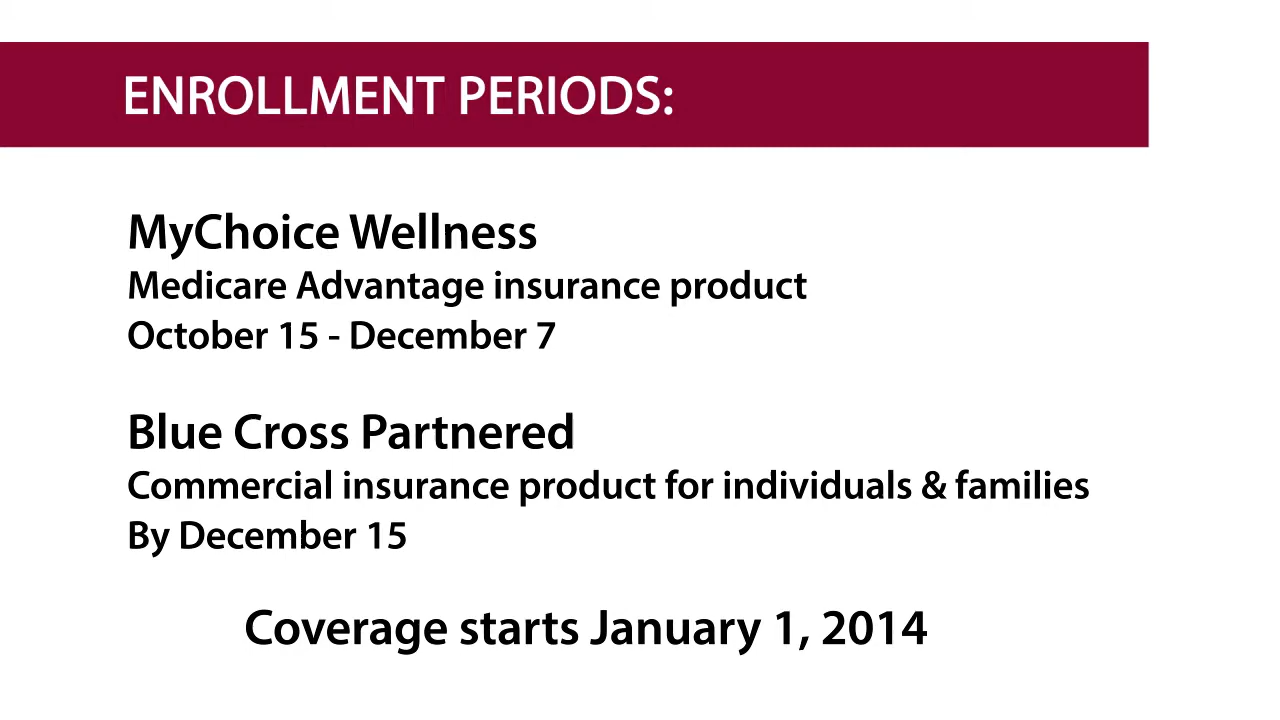 ENROLLMENT PERIODS:
MyChoice Wellness
Medicare Advantage insurance product
October 15 - December 7
Blue Cross Partnered
Commercial insurance product for individuals & families
By December 15
Coverage starts January 1, 2014